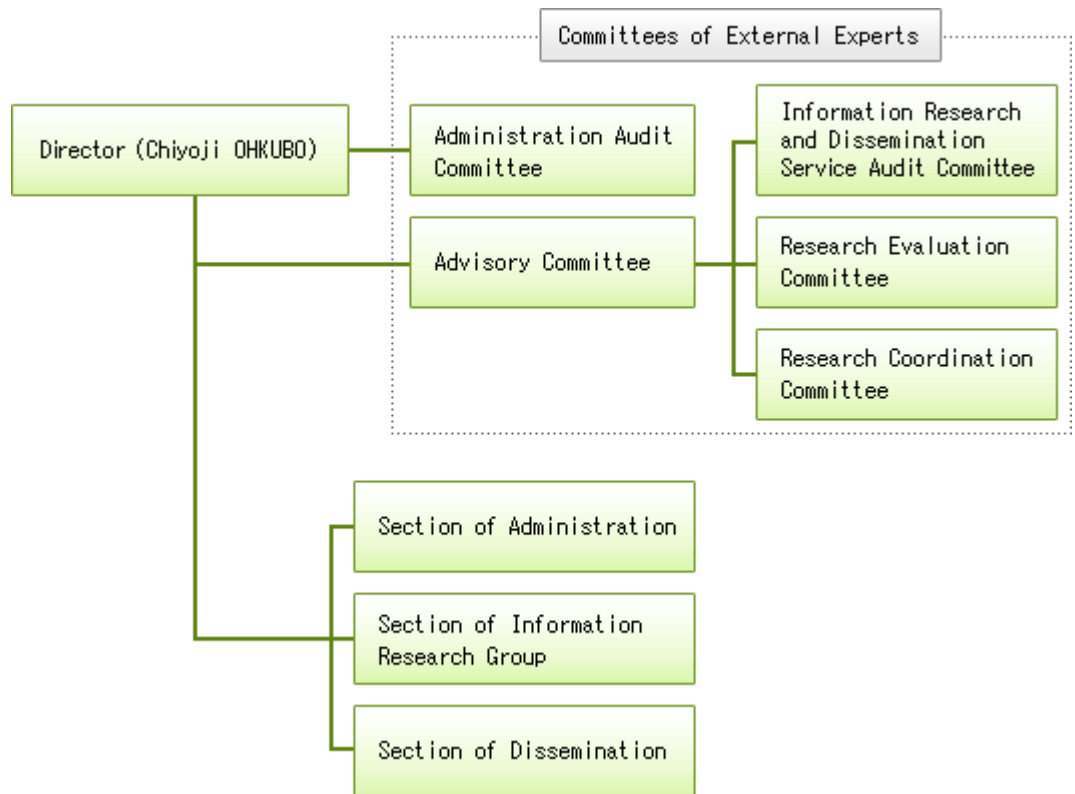 Committees of External Experts
Director (Chiyoji OHKUBO)
Administration Audit
Committee
Information Research
and Dissemination
Service Audit Committee
Advisory Committee
Research Evaluation
Committee
Research Coordination
Committee
Section of Administration
Section of Information
Research Group
Section of Dissemination